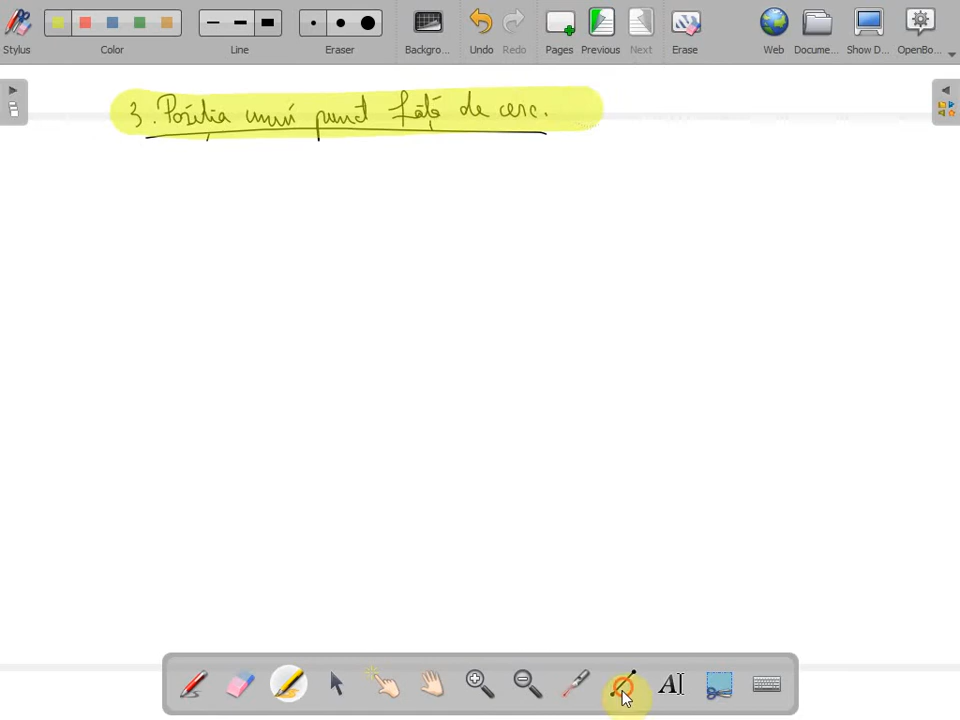 Stylus
Color
Line
Eraser
Backgro...
Undo
Redo
Pages
Previous
Next
Erase
Web
Docume...
Show D...
OpenBo...
3. Poziția unui punct față de cerc.
AI